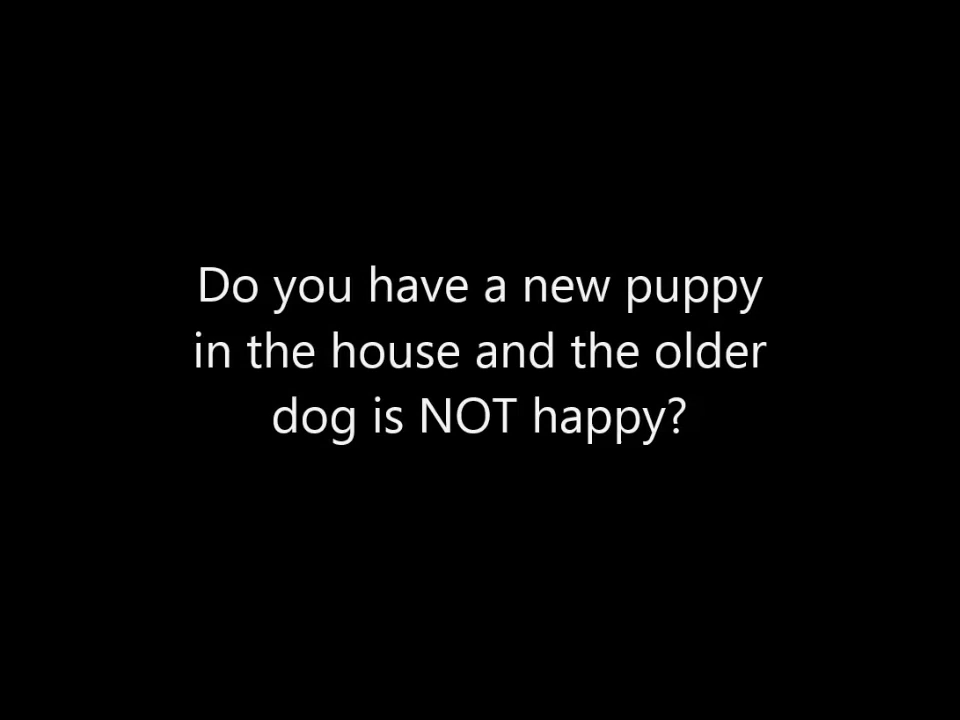 Do you have a new puppy
in the house and the older
dog is NOT happy?